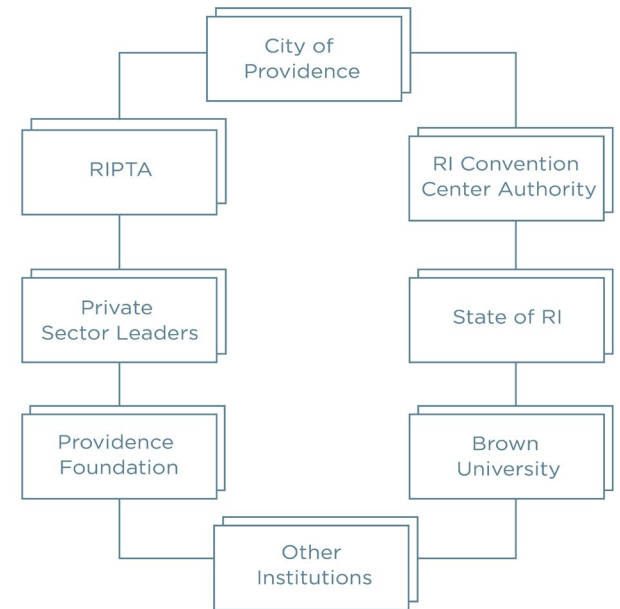 City of
Providence
RIPTA
RI Convention
Center Authority
Private
Sector Leaders
State of RI
Providence
Foundation
Brown
University
Other
Institutions